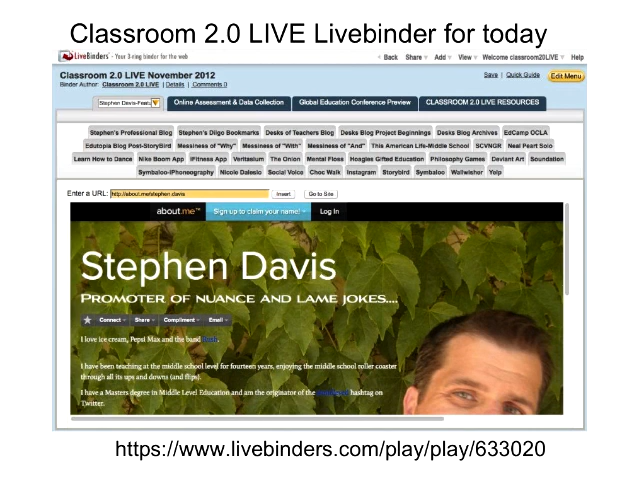 Classroom 2.0 LIVE Livebinder for today
LiveBinders - Your 3-ring binder for the web
Back Share Add View Welcome classroom20LIVE Help
Classroom 2.0 LIVE November 2012
Binder Author: Classroom 2.0 LIVE | Details | Comments 0
Save | Quick Guide Edit Menu
Stephen Davis-Featu Online Assessment & Data Collection Global Education Conference Preview CLASSROOM 2.0 LIVE RESOURCES
Stephen's Professional Blog Stephen's Diigo Bookmarks Desks of Teachers Blog Desks Blog Project Beginnings Desks Blog Archives EdCamp OCLA
Edutopia Blog Post-StoryBird Messiness of "Why" Messiness of "With" Messiness of "And" This American Life-Middle School SCVNGR Neal Peart Solo
Learn How to Dance Nike Boom App iFitness App Veritasium The Onion Mental Floss Hoagies Gifted Education Philosophy Games Deviant Art Soundation
Symbaloo-iPhoneography Nicole Dalesio Social Voice Choc Walk Instagram Storybird Symbaloo Wallwisher Yelp
Enter a URL: http://about.me/stephen.davis Insert Go to Site
about.me™ Sign up to claim your name! Log In
Stephen Davis
PROMOTER OF NUANCE AND LAME JOKES....
Connect Share Compliment Email
I love ice cream, Pepsi Max and the band
I have been teaching at the middle school level for fourteen years, enjoying the middle school roller coaster
through all its ups and downs (and flips).
I have a Masters degree in Middle Level Education and am the originator of the hashtag on
Twitter.
https://www.livebinders.com/play/play/633020